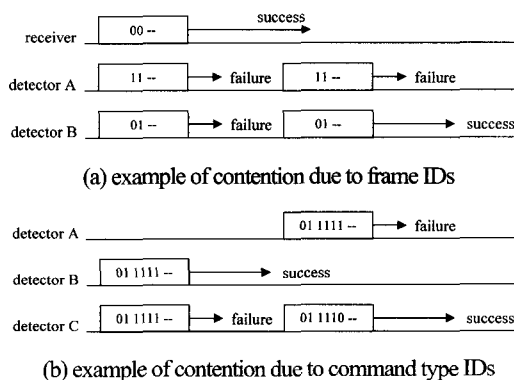 success
receiver 00 --
detector A 11 -- failure 11 -- failure
detector B 01 -- failure 01 -- success
(a) example of contention due to frame IDs
detector A 01 1111 -- failure
detector B 01 1111 -- success
detector C 01 1111 -- failure 01 1110 -- success
(b) example of contention due to command type IDs